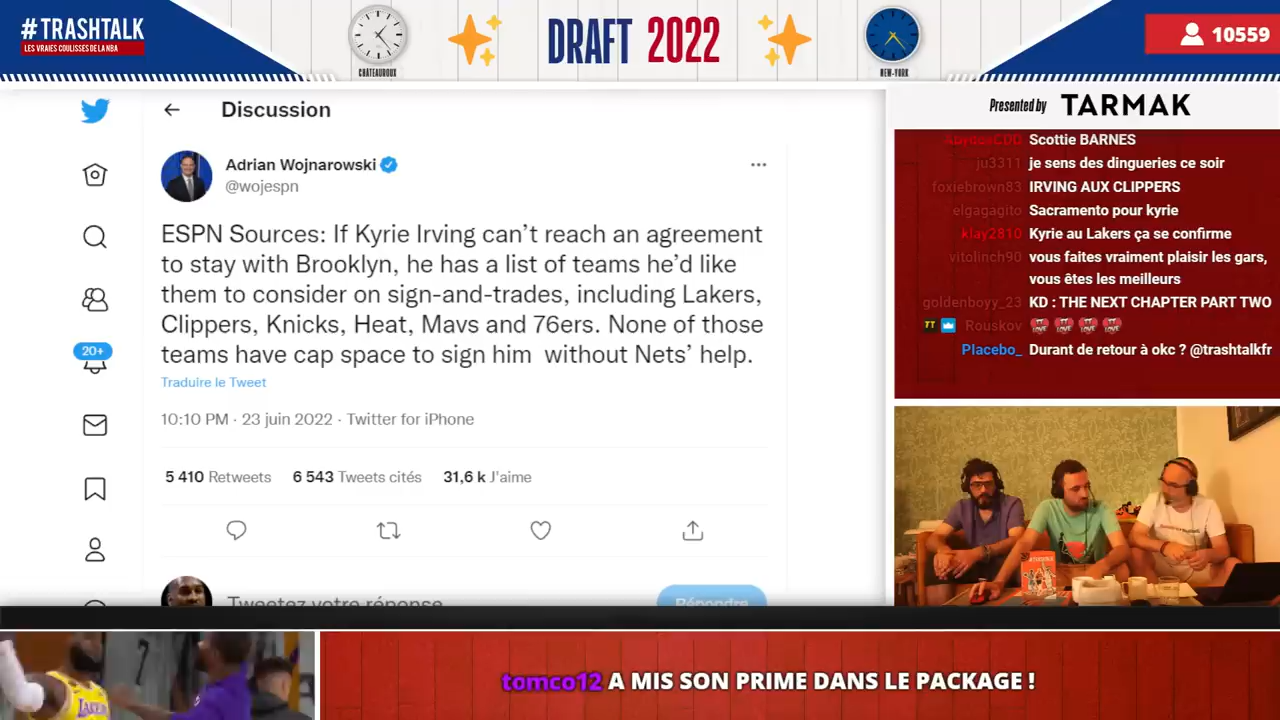 #TRASHTALK
LES VRAIES COULISSES DE LA NBA
CHÂTEAUROUX
DRAFT 2022
NEW-YORK
10559
Discussion
Adrian Wojnarowski
@wojespn
ESPN Sources: If Kyrie Irving can’t reach an agreement
to stay with Brooklyn, he has a list of teams he’d like
them to consider on sign-and-trades, including Lakers,
Clippers, Knicks, Heat, Mavs and 76ers. None of those
teams have cap space to sign him  without Nets’ help.
Traduire le Tweet
10:10 PM · 23 juin 2022 · Twitter for iPhone
5 410 Retweets 6 543 Tweets cités 31,6 k J'aime
Tweetez votre réponse
Répondre
20+
Presented by TARMAK
Scottie BARNES
ju3311 je sens des dingueries ce soir
foxiebrown83 IRVING AUX CLIPPERS
elgagagito Sacramento pour kyrie
klay2810 Kyrie au Lakers ça se confirme
vitolinch90 vous faites vraiment plaisir les gars,
vous êtes les meilleurs
goldenboyy_23 KD : THE NEXT CHAPTER PART TWO
TT Rouskov
Placebo_ Durant de retour à okc ? @trashtalkfr
LAKERS
tomco12 A MIS SON PRIME DANS LE PACKAGE !